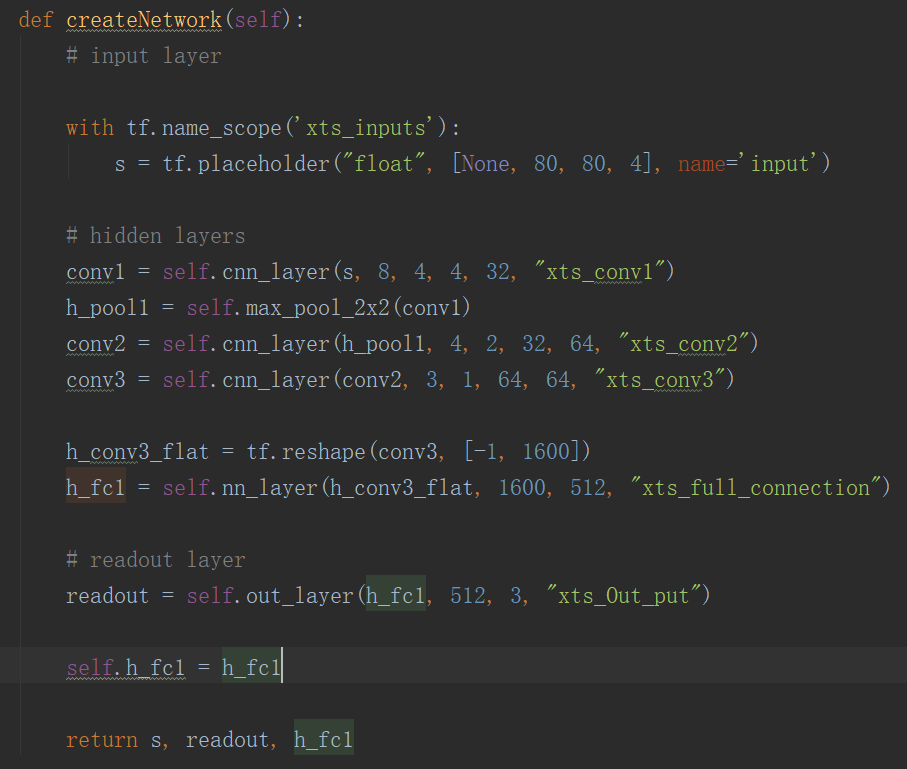 def createNetwork(self):
# input layer
with tf.name_scope('xts_inputs'):
s = tf.placeholder("float", [None, 80, 80, 4], name='input')
# hidden layers
conv1 = self.cnn_layer(s, 8, 4, 4, 32, "xts_conv1")
h_pool1 = self.max_pool_2x2(conv1)
conv2 = self.cnn_layer(h_pool1, 4, 2, 32, 64, "xts_conv2")
conv3 = self.cnn_layer(conv2, 3, 1, 64, 64, "xts_conv3")
h_conv3_flat = tf.reshape(conv3, [-1, 1600])
h_fc1 = self.nn_layer(h_conv3_flat, 1600, 512, "xts_full_connection")
# readout layer
readout = self.out_layer(h_fc1, 512, 3, "xts_Out_put")
self.h_fc1 = h_fc1
return s, readout, h_fc1